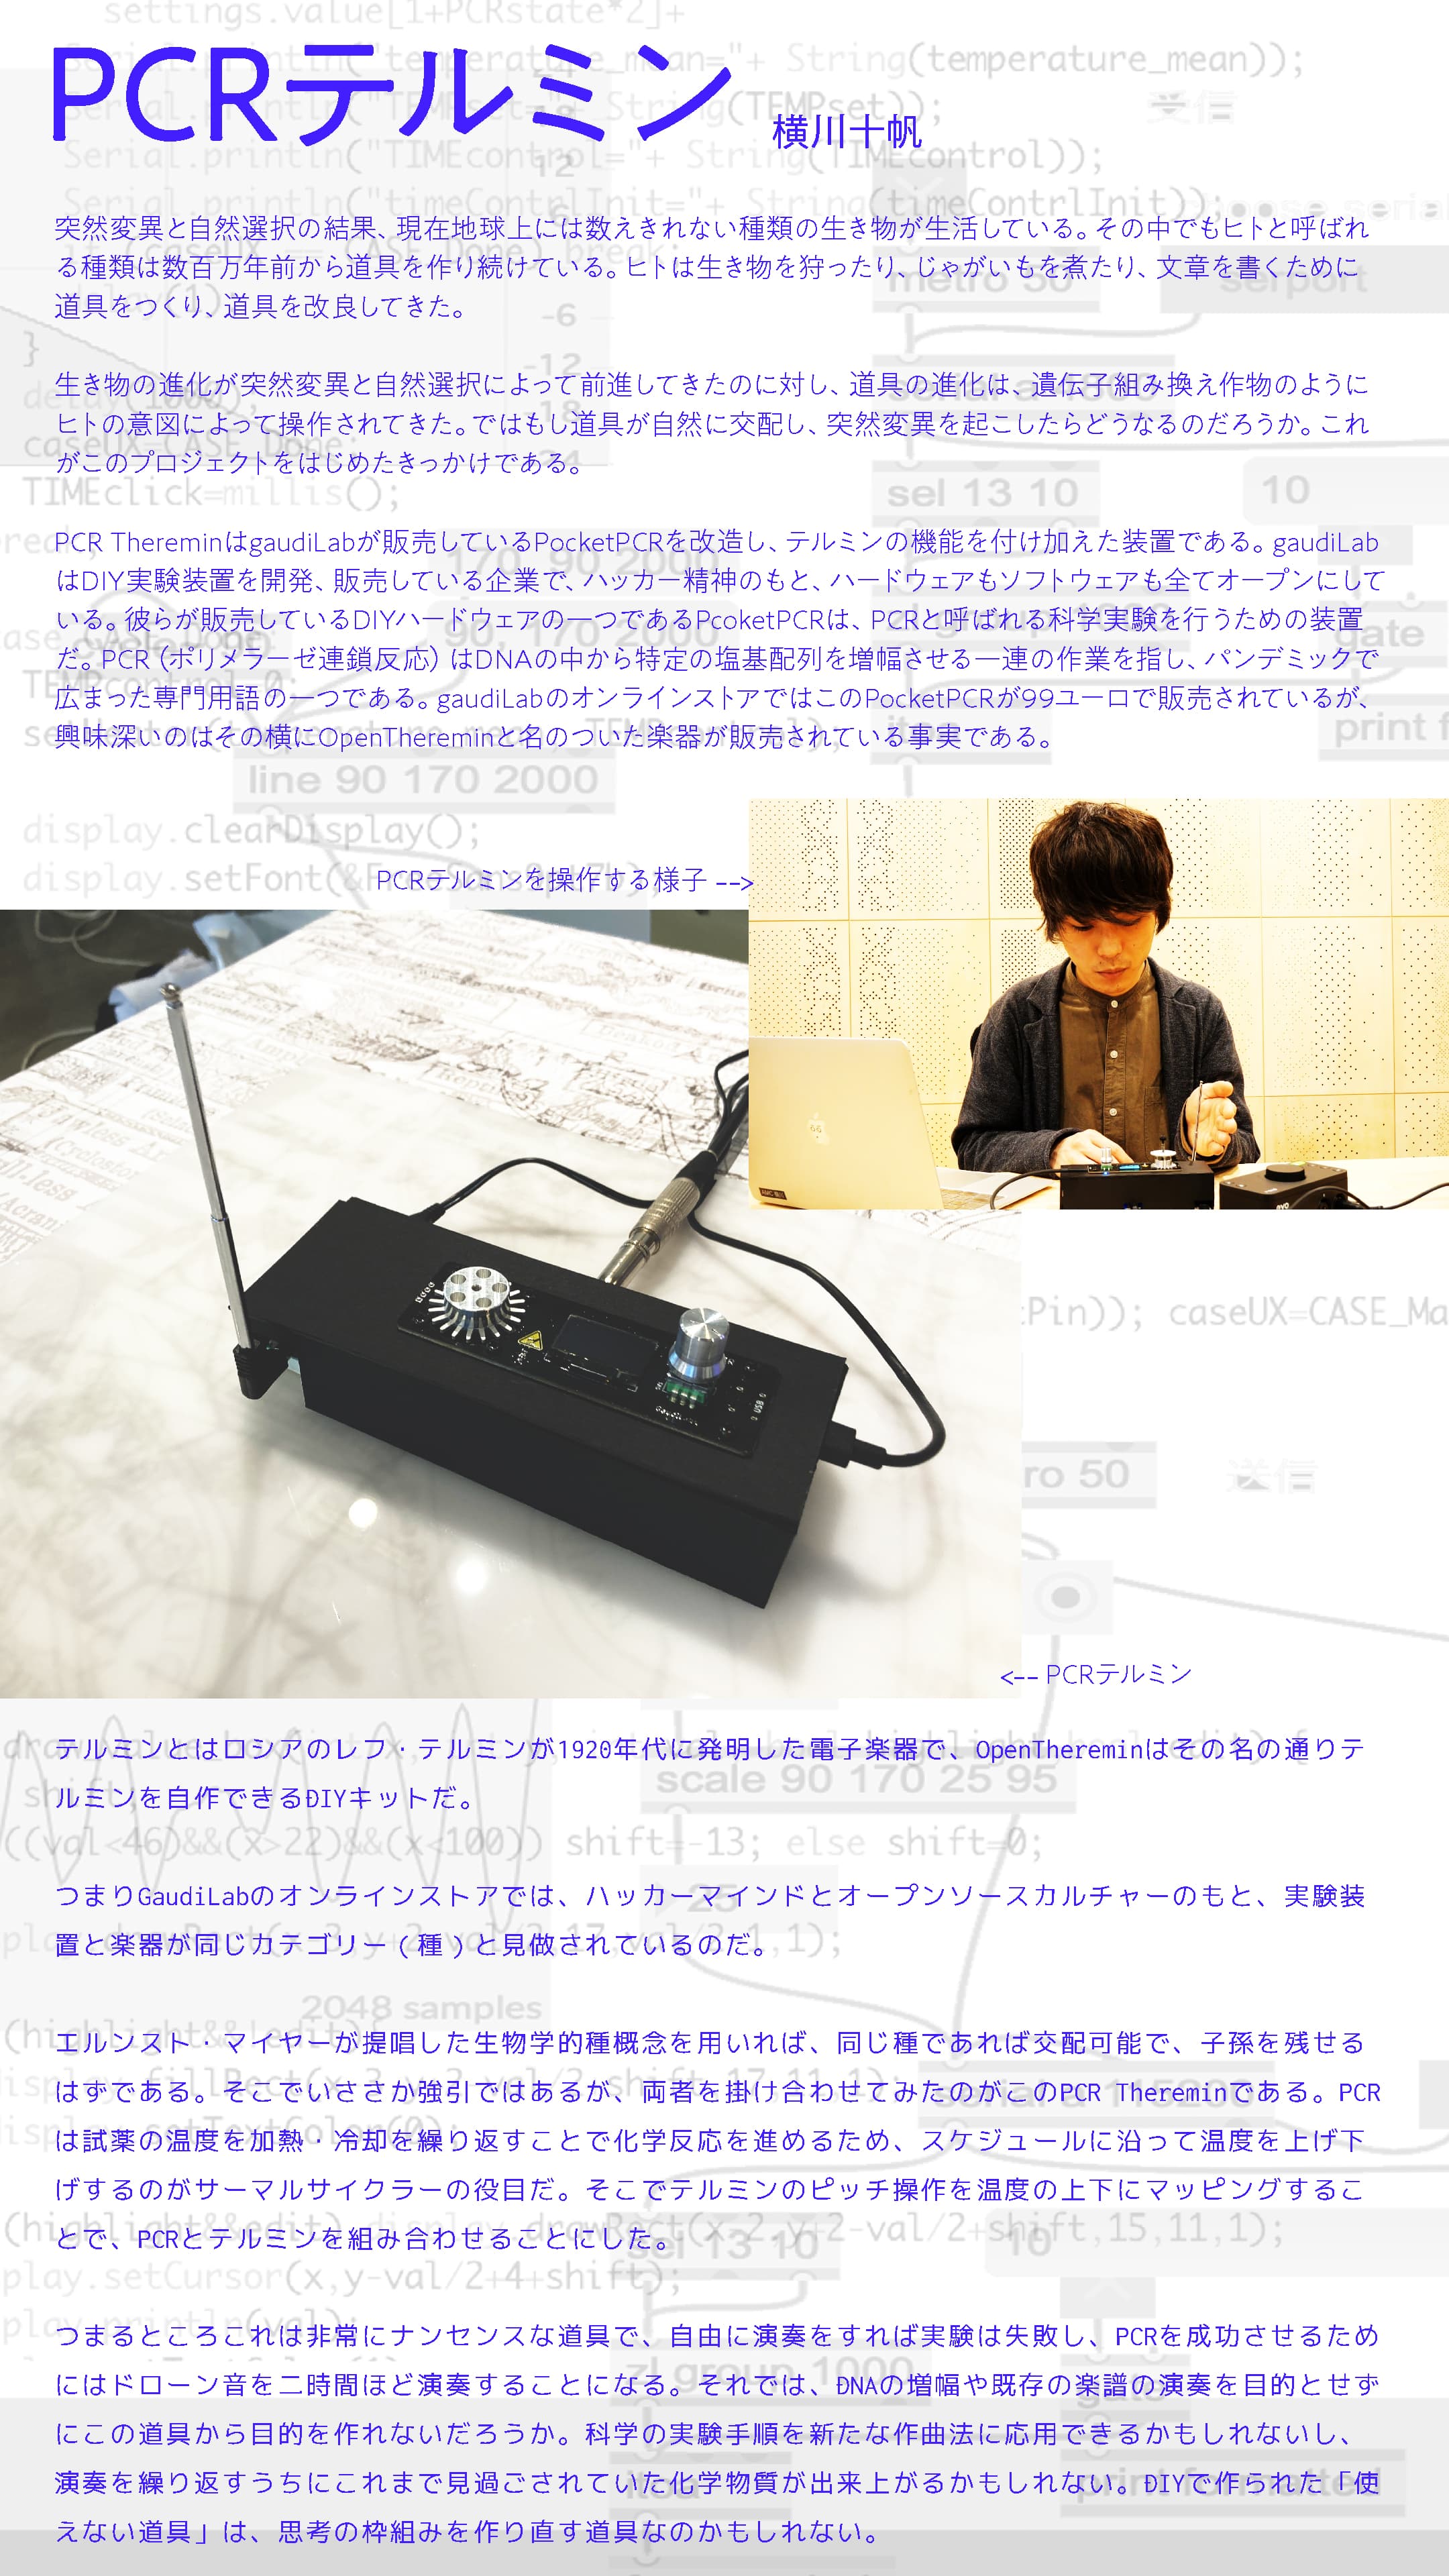 PCRテルミン 横川十帆
突然変異と自然選択の結果、現在地球上には数えきれない種類の生き物が生活している。その中でもヒトと呼ばれ
る種類は数百万年前から道具を作り続けている。ヒトは生き物を狩ったり、じゃがいもを煮たり、文章を書くために
道具をつくり、道具を改良してきた。
生き物の進化が突然変異と自然選択によって前進してきたのに対し、道具の進化は、遺伝子組み換え作物のように
ヒトの意図によって操作されてきた。ではもし道具が自然に交配し、突然変異を起こしたらどうなるのだろうか。これ
がこのプロジェクトをはじめたきっかけである。
PCR ThereminはgaudiLabが販売しているPocketPCRを改造し、テルミンの機能を付け加えた装置である。gaudiLab
はDIY実験装置を開発、販売している企業で、ハッカー精神のもと、ハードウェアもソフトウェアも全てオープンにして
いる。彼らが販売しているDIYハードウェアの一つであるPcoketPCRは、PCRと呼ばれる科学実験を行うための装置
だ。PCR（ポリメラーゼ連鎖反応）はDNAの中から特定の塩基配列を増幅させる一連の作業を指し、パンデミックで
広まった専門用語の一つである。gaudiLabのオンラインストアではこのPocketPCRが99ユーロで販売されているが、
興味深いのはその横にOpenThereminと名のついた楽器が販売されている事実である。
line 90 170 2000
display.clearDisplay();
PCRテルミンを操作する様子 -->
<-- PCRテルミン
テルミンとはロシアのレフ・テルミンが1920年代に発明した電子楽器で、OpenThereminはその名の通りテ
ルミンを自作できるDIYキットだ。
つまりGaudiLabのオンラインストアでは、ハッカーマインドとオープンソースカルチャーのもと、実験装
置と楽器が同じカテゴリー(種)と見做されているのだ。
エルンスト・マイヤーが提唱した生物学的種概念を用いれば、同じ種であれば交配可能で、子孫を残せる
はずである。そこでいささか強引ではあるが、両者を掛け合わせてみたのがこのPCR Thereminである。PCR
は試薬の温度を加熱・冷却を繰り返すことで化学反応を進めるため、スケジュールに沿って温度を上げ下
げするのがサーマルサイクラーの役目だ。そこでテルミンのピッチ操作を温度の上下にマッピングするこ
とで、PCRとテルミンを組み合わせることにした。
つまるところこれは非常にナンセンスな道具で、自由に演奏をすれば実験は失敗し、PCRを成功させるため
にはドローン音を二時間ほど演奏することになる。それでは、DNAの増幅や既存の楽譜の演奏を目的とせず
にこの道具から目的を作れないだろうか。科学の実験手順を新たな作曲法に応用できるかもしれないし、
演奏を繰り返すうちにこれまで見過ごされていた化学物質が出来上がるかもしれない。DIYで作られた「使
えない道具」は、思考の枠組みを作り直す道具なのかもしれない。